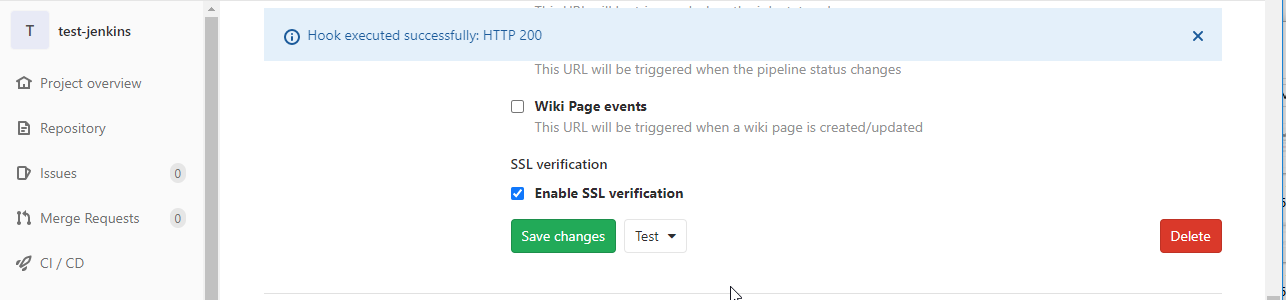 T test-jenkins
Hook executed successfully: HTTP 200
This URL will be triggered when the pipeline status changes
Project overview
Wiki Page events
This URL will be triggered when a wiki page is created/updated
Repository
SSL verification
Issues 0
Enable SSL verification
Merge Requests 0
Save changes Test Delete
CI / CD